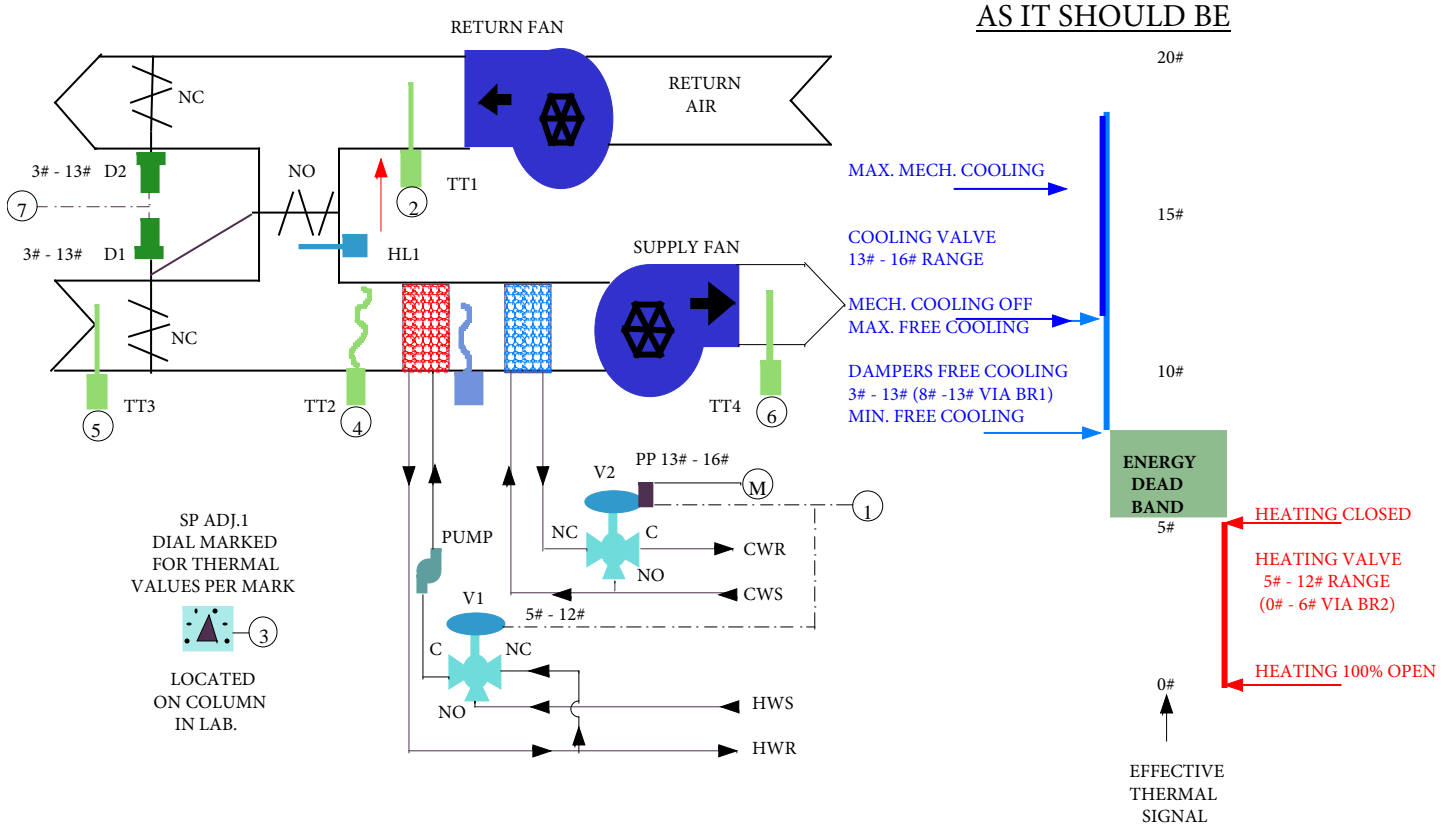 AS IT SHOULD BE
RETURN FAN
RETURN
AIR
NC
3# - 13# D2
NO
TT1
2
7
3# - 13# D1
HL1
SUPPLY FAN
NC
TT3
5
TT2
4
TT4
6
PP 13# - 16#
V2
M
1
NC
C
CWR
NO
CWS
PUMP
V1
5# - 12#
C
NC
NO
HWS
HWR
SP ADJ.1
DIAL MARKED
FOR THERMAL
VALUES PER MARK
3
LOCATED
ON COLUMN
IN LAB.
20#
MAX. MECH. COOLING
15#
COOLING VALVE
13# - 16# RANGE
MECH. COOLING OFF
MAX. FREE COOLING
DAMPERS FREE COOLING
3# - 13# (8# -13# VIA BR1)
MIN. FREE COOLING
10#
ENERGY
DEAD
BAND
5#
HEATING CLOSED
HEATING VALVE
5# - 12# RANGE
(0# - 6# VIA BR2)
HEATING 100% OPEN
0#
EFFECTIVE
THERMAL
SIGNAL